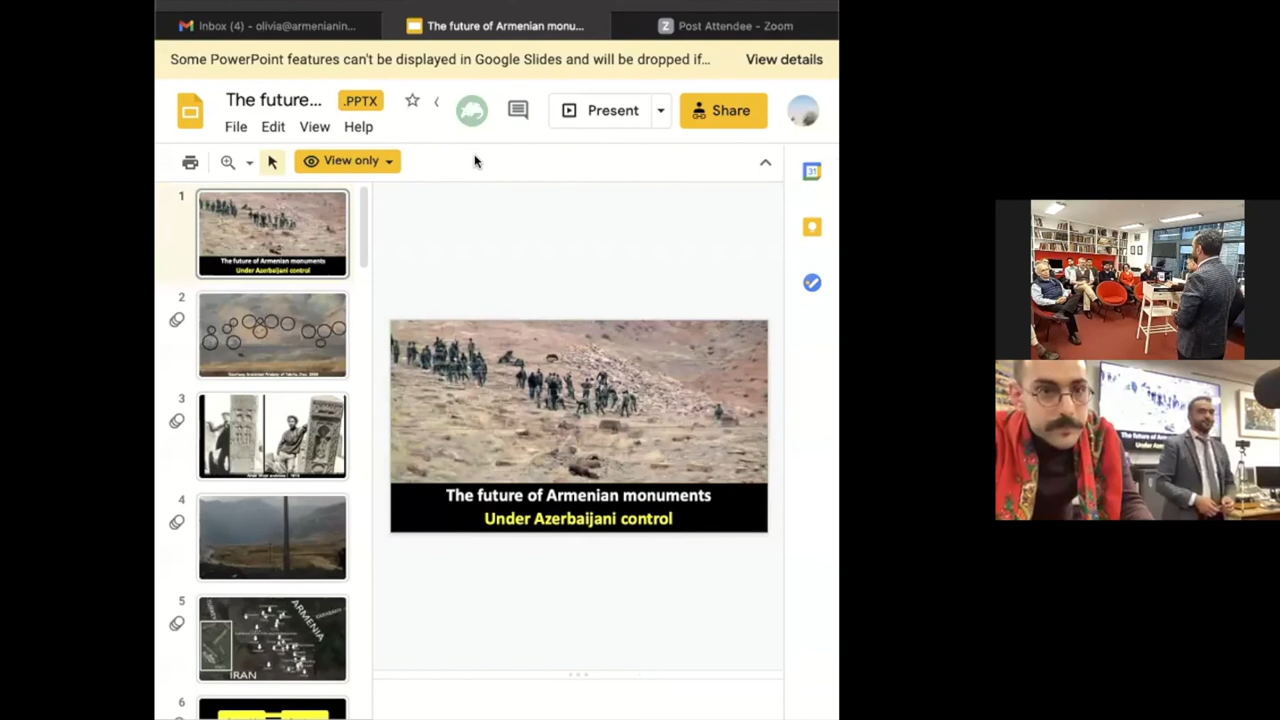 Inbox (4) - olivia@armenianin...
The future of Armenian monu...
Post Attendee - Zoom
Some PowerPoint features can't be displayed in Google Slides and will be dropped if...
View details
The future...
.PPTX
Present
Share
File Edit View Help
View only
31
1
The future of Armenian monuments
Under Azerbaijani control
2
3
4
5
ARMENIA
IRAN
6
The future of Armenian monuments
Under Azerbaijani control